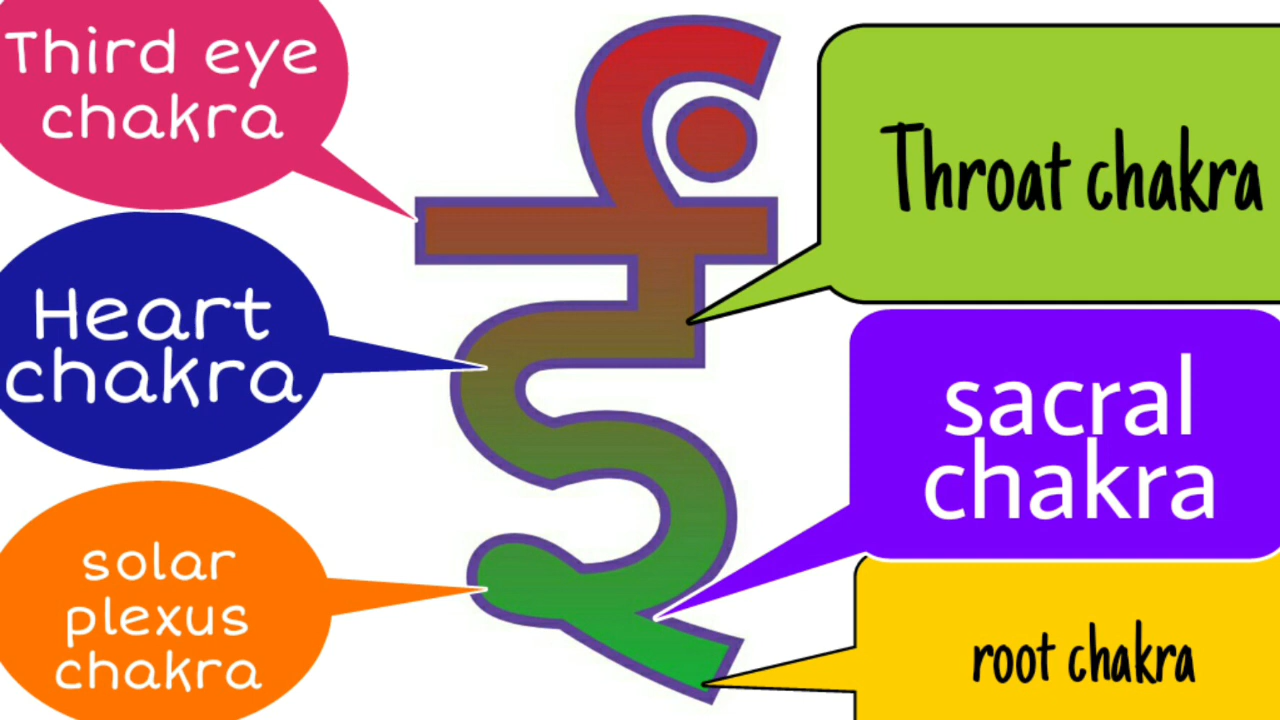 Third eye
chakra
Heart
chakra
solar
plexus
chakra
ईं
Throat chakra
sacral
chakra
root chakra